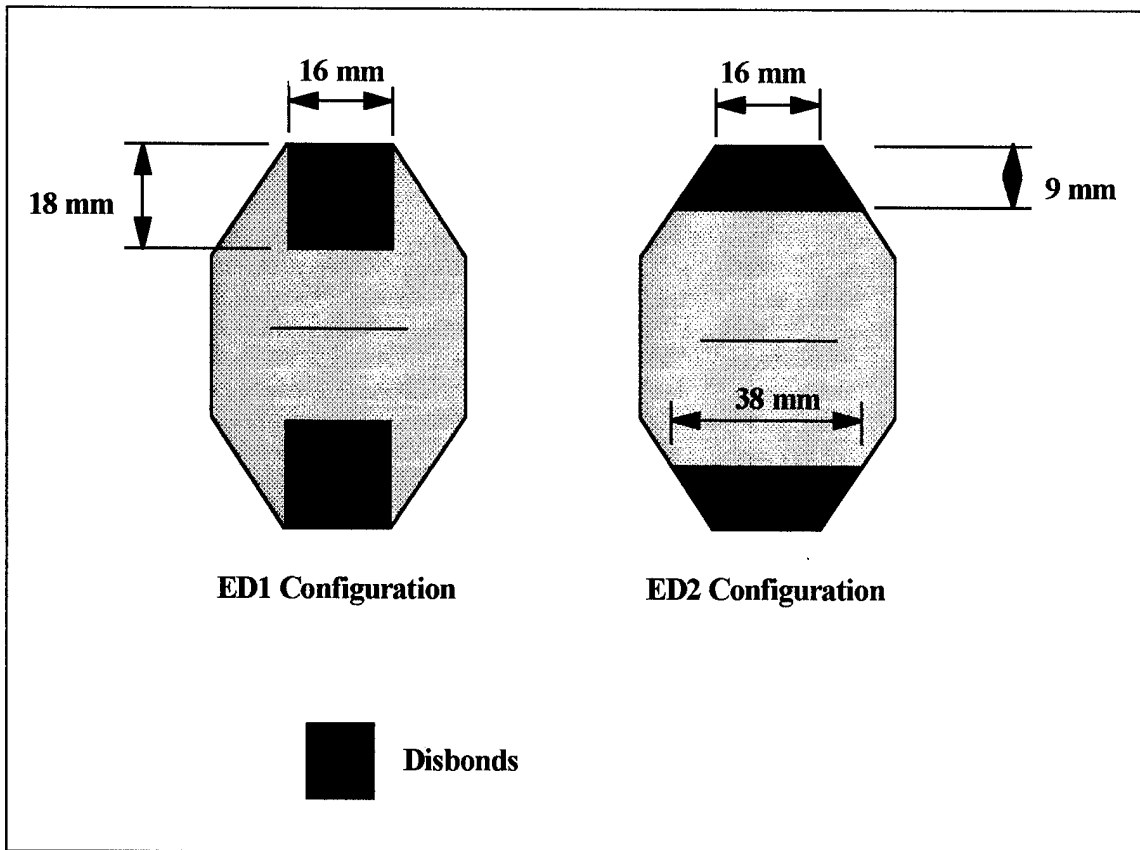 16 mm
16 mm
18 mm
9 mm
38 mm
ED1 Configuration
ED2 Configuration
Disbonds